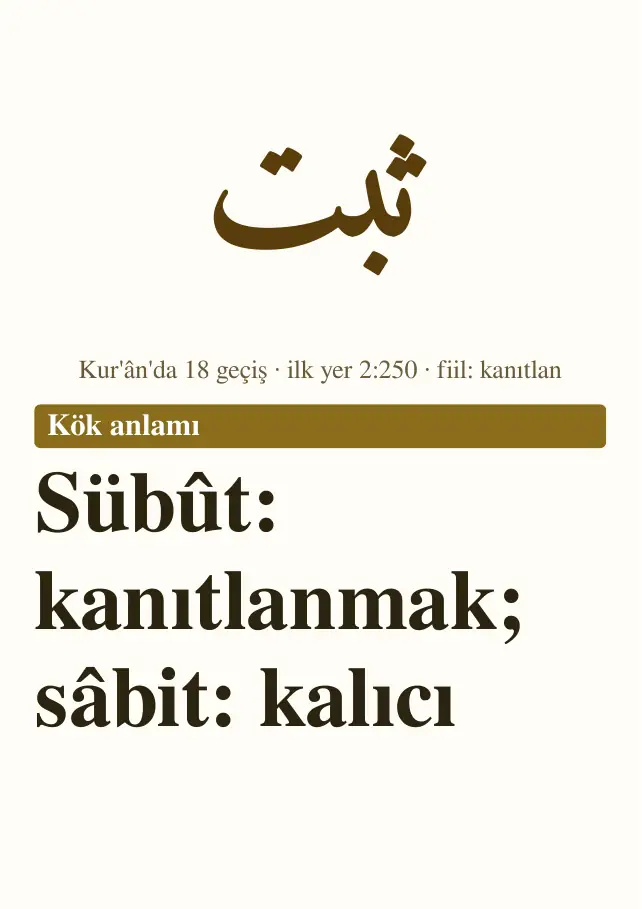 ثبت
Kur'ân'da 18 geçiş · ilk yer 2:250 · fiil: kanıtlan
Kök anlamı
Sübût:
kanıtlanmak;
sâbit: kalıcı